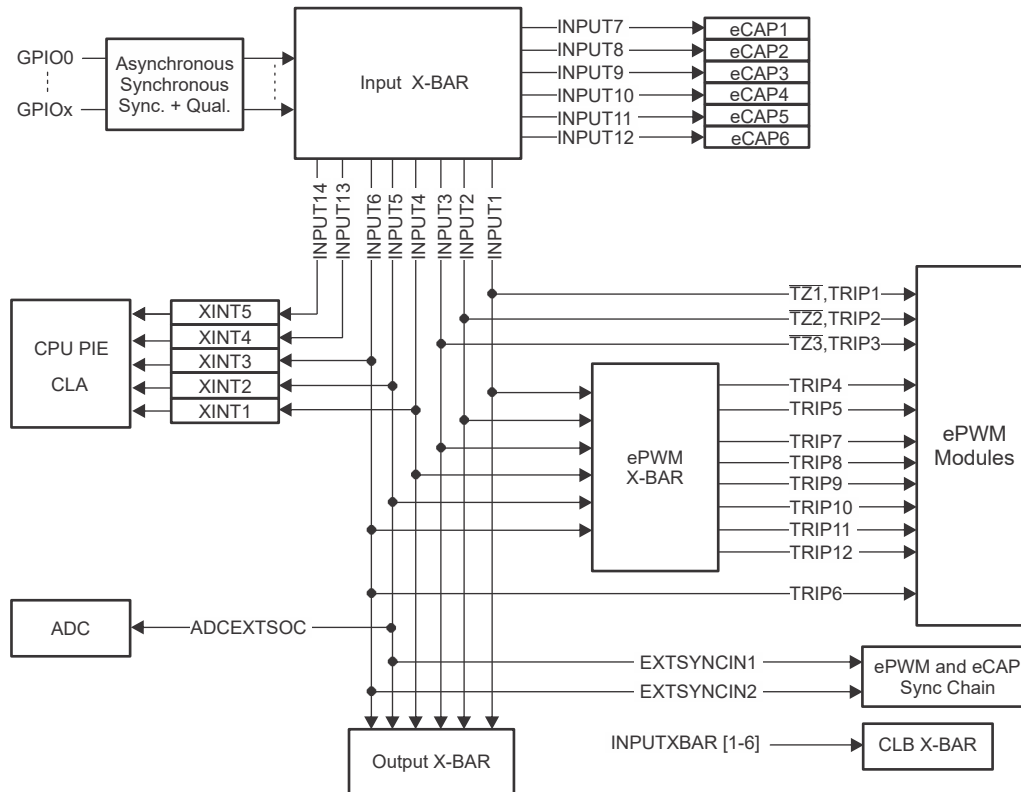 GPIO0
GPIOx
Asynchronous
Synchronous
Sync. + Qual.
Input X-BAR
INPUT7
INPUT8
INPUT9
INPUT10
INPUT11
INPUT12
eCAP1
eCAP2
eCAP3
eCAP4
eCAP5
eCAP6
INPUT14
INPUT13
INPUT6
INPUT5
INPUT4
INPUT3
INPUT2
INPUT1
CPU PIE
CLA
XINT5
XINT4
XINT3
XINT2
XINT1
TZ1,TRIP1
TZ2,TRIP2
TZ3,TRIP3
ePWM
X-BAR
TRIP4
TRIP5
TRIP7
TRIP8
TRIP9
TRIP10
TRIP11
TRIP12
TRIP6
ePWM
Modules
ADC
ADCEXTSOC
EXTSYNCIN1
EXTSYNCIN2
ePWM and eCAP
Sync Chain
INPUTXBAR [1-6]
CLB X-BAR
Output X-BAR